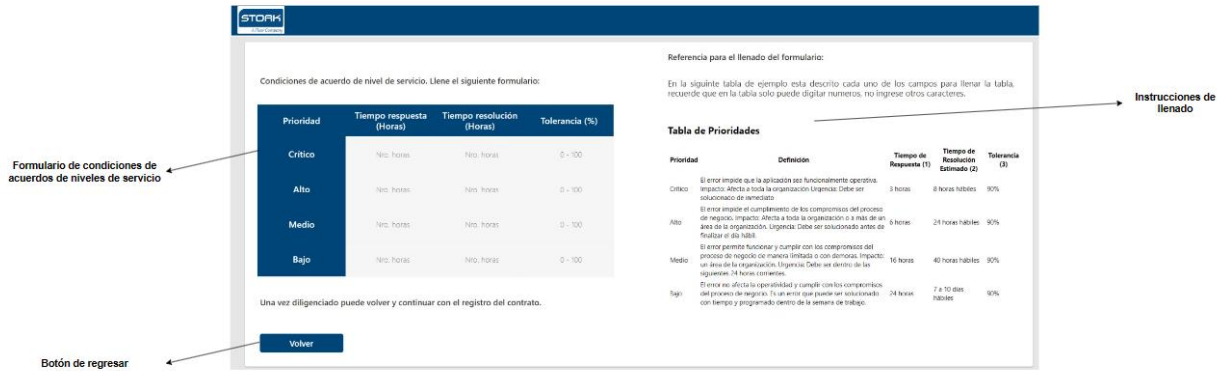 STORK
A Fluor Company
Condiciones de acuerdo de nivel de servicio. Llene el siguiente formulario:
Prioridad
Tiempo respuesta (Horas)
Tiempo resolución (Horas)
Tolerancia (%)
Crítico Nro. horas Nro. horas 0 - 100
Alto Nro. horas Nro. horas 0 - 100
Medio Nro. horas Nro. horas 0 - 100
Bajo Nro. horas Nro. horas 0 - 100
Una vez diligenciado puede volver y continuar con el registro del contrato.
Volver
Referencia para el llenado del formulario:
En la siguinte tabla de ejemplo esta descrito cada uno de los campos para llenar la tabla,
recuerde que en la tabla solo puede digitar numeros, no ingrese otros caracteres.
Tabla de Prioridades
Prioridad
Definición
Tiempo de
Respuesta (1)
Tiempo de
Resolución
Estimado (2)
Tolerancia
(3)
Crítico
El error impide que la aplicación sea funcionalmente operativa.
Impacto: Afecta a toda la organización Urgencia: Debe ser
solucionado de inmediato
3 horas
8 horas hábiles
90%
Alto
El error impide el cumplimiento de los compromisos del proceso
de negocio. Impacto: Afecta a toda la organización o a más de un
área de la organización. Urgencia: Debe ser solucionado antes de
finalizar el día hábil.
6 horas
24 horas hábiles
90%
Medio
El error permite funcionar y cumplir con los compromisos del
proceso de negocio de manera limitada o con demoras. Impacto:
un área de la organización. Urgencia: Debe ser dentro de las
siguientes 24 horas corrientes.
16 horas
40 horas hábiles
90%
Bajo
El error no afecta la operatividad y cumplir con los compromisos
del proceso de negocio. Es un error que puede ser solucionado
con tiempo y programado dentro de la semana de trabajo.
24 horas
7 a 10 días
hábiles
90%
Formulario de condiciones de
acuerdos de niveles de servicio
Botón de regresar
Instrucciones de
llenado